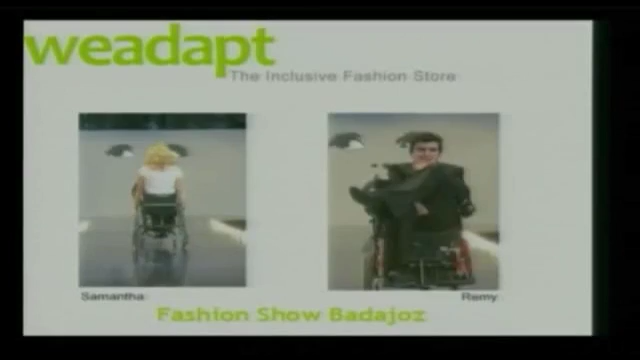 weadapt
The Inclusive Fashion Store
Samantha
Remy
Fashion Show Badajoz